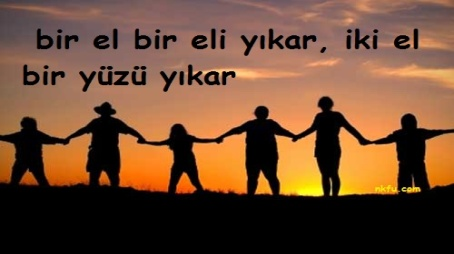 bir el bir eli yıkar, iki el
bir yüzü yıkar
nkfu.com